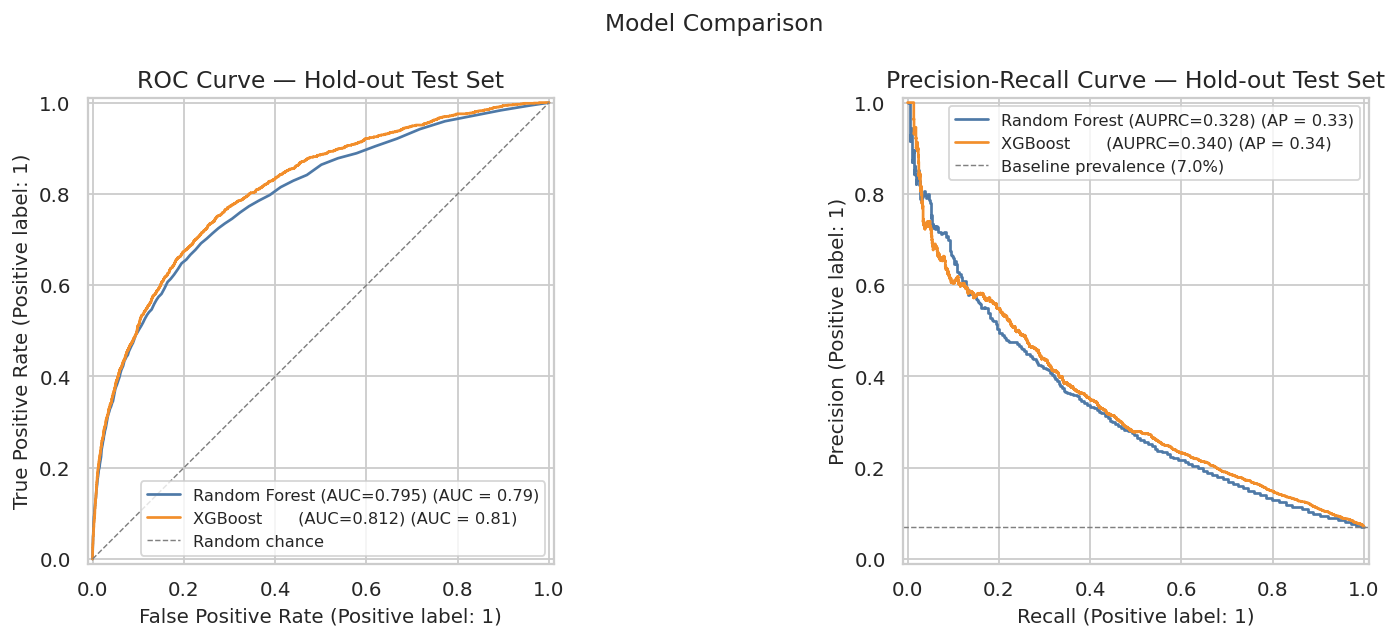 Model Comparison
ROC Curve — Hold-out Test Set
True Positive Rate (Positive label: 1)
1.0
0.8
0.6
0.4
0.2
0.0
Random Forest (AUC=0.795) (AUC = 0.79)
XGBoost       (AUC=0.812) (AUC = 0.81)
Random chance
0.0 0.2 0.4 0.6 0.8 1.0
False Positive Rate (Positive label: 1)
Precision-Recall Curve — Hold-out Test Set
Precision (Positive label: 1)
1.0
0.8
0.6
0.4
0.2
0.0
Random Forest (AUPRC=0.328) (AP = 0.33)
XGBoost       (AUPRC=0.340) (AP = 0.34)
Baseline prevalence (7.0%)
0.0 0.2 0.4 0.6 0.8 1.0
Recall (Positive label: 1)